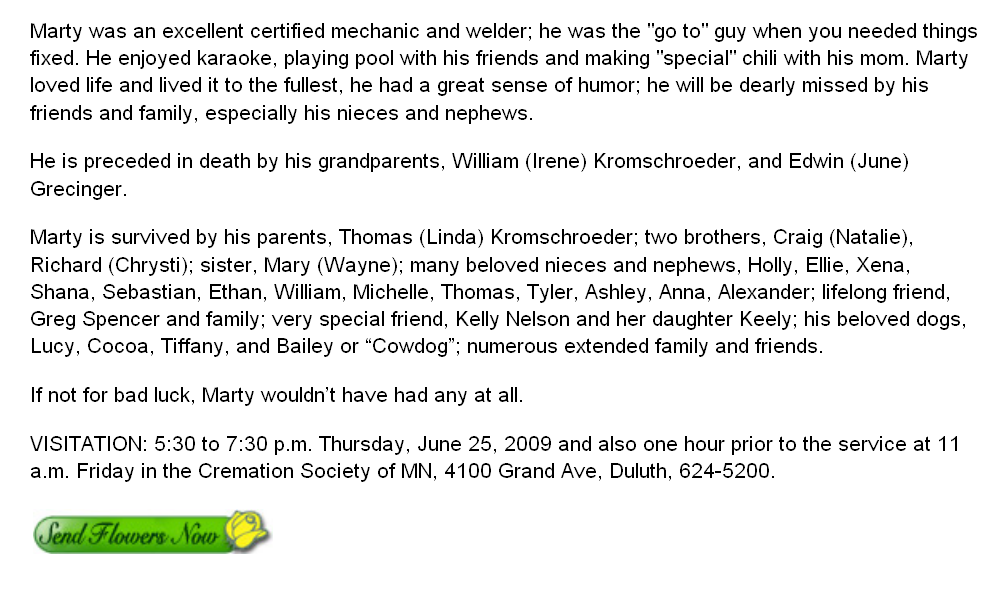 Marty was an excellent certified mechanic and welder; he was the "go to" guy when you needed things
fixed. He enjoyed karaoke, playing pool with his friends and making "special" chili with his mom. Marty
loved life and lived it to the fullest, he had a great sense of humor; he will be dearly missed by his
friends and family, especially his nieces and nephews.
He is preceded in death by his grandparents, William (Irene) Kromschroeder, and Edwin (June)
Grecinger.
Marty is survived by his parents, Thomas (Linda) Kromschroeder; two brothers, Craig (Natalie),
Richard (Chrysti); sister, Mary (Wayne); many beloved nieces and nephews, Holly, Ellie, Xena,
Shana, Sebastian, Ethan, William, Michelle, Thomas, Tyler, Ashley, Anna, Alexander; lifelong friend,
Greg Spencer and family; very special friend, Kelly Nelson and her daughter Keely; his beloved dogs,
Lucy, Cocoa, Tiffany, and Bailey or “Cowdog”; numerous extended family and friends.
If not for bad luck, Marty wouldn’t have had any at all.
VISITATION: 5:30 to 7:30 p.m. Thursday, June 25, 2009 and also one hour prior to the service at 11
a.m. Friday in the Cremation Society of MN, 4100 Grand Ave, Duluth, 624-5200.
Send Flowers Now